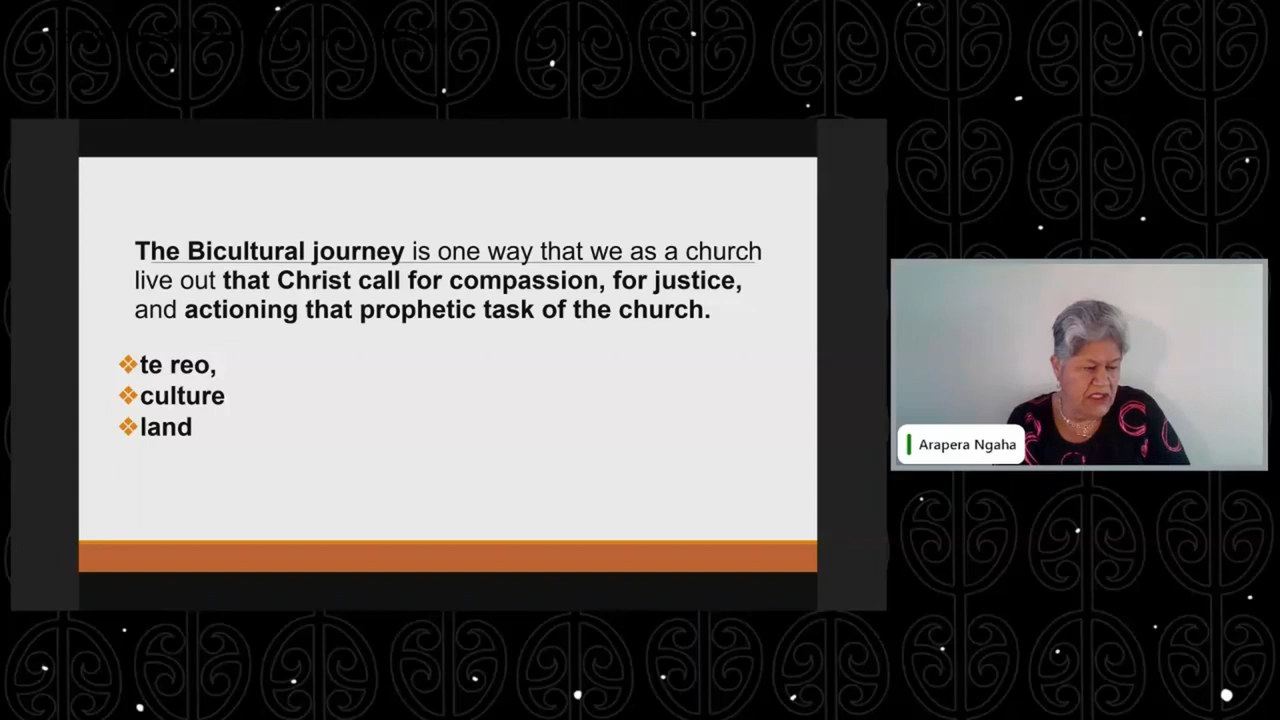 The Bicultural journey is one way that we as a church
live out that Christ call for compassion, for justice,
and actioning that prophetic task of the church.
te reo,
culture
land
Arapera Ngaha